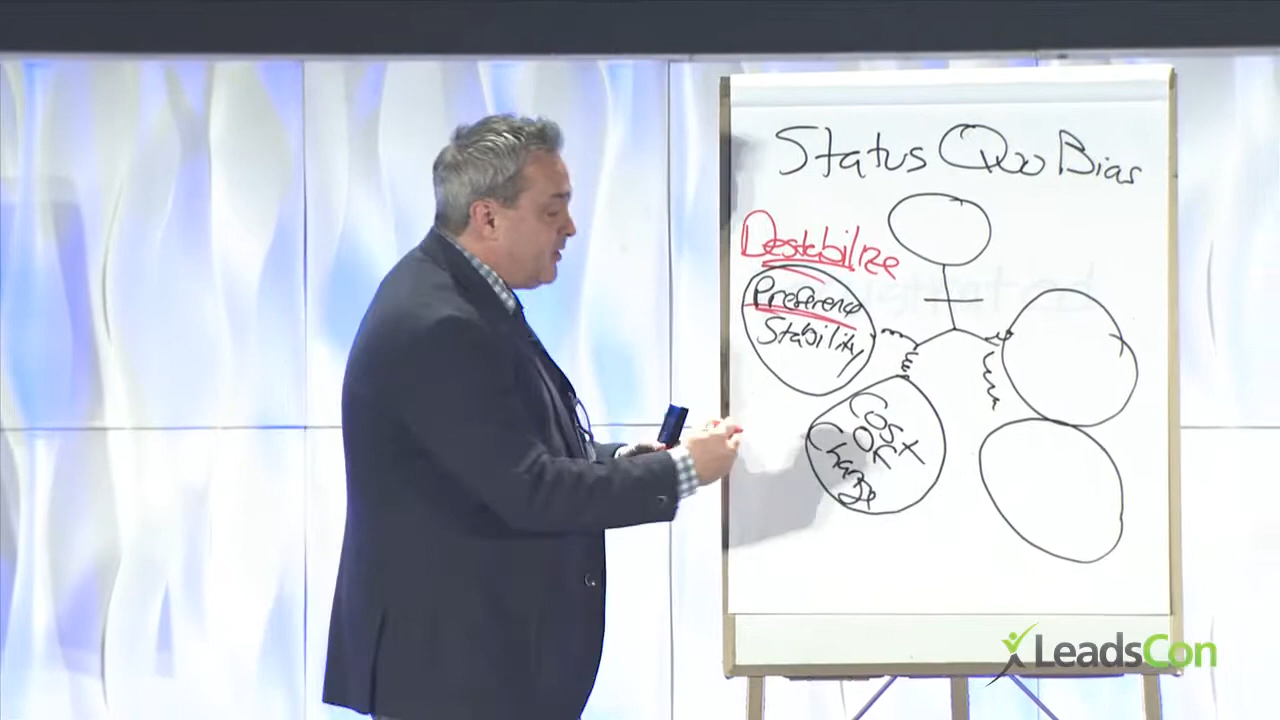 Status Quo Bias
Destabilize
Preference
Stability
Cost
OF
Change
LeadsCon